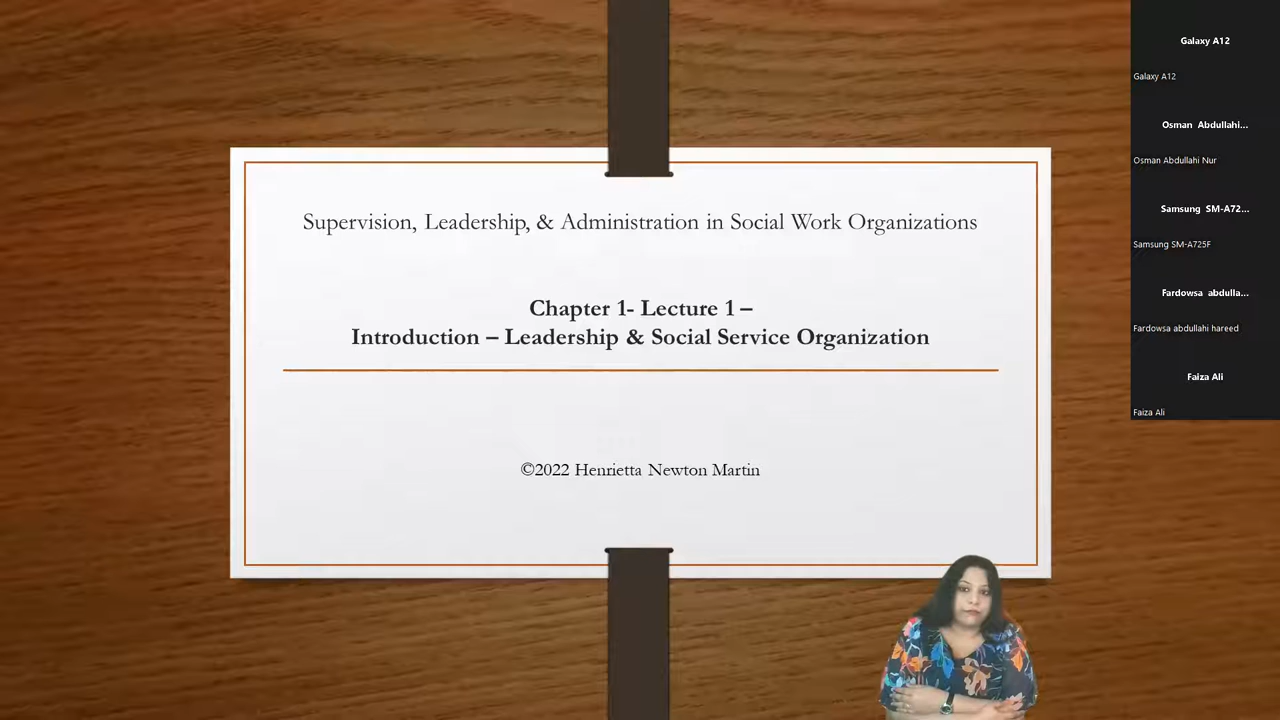 Supervision, Leadership, & Administration in Social Work Organizations
Chapter 1- Lecture 1 –
Introduction – Leadership & Social Service Organization
©2022 Henrietta Newton Martin
Galaxy A12
Galaxy A12
Osman Abdullahi...
Osman Abdullahi Nur
Samsung SM-A72...
Samsung SM-A725F
Fardowsa abdulla...
Fardowsa abdullahi hareed
Faiza Ali
Faiza Ali